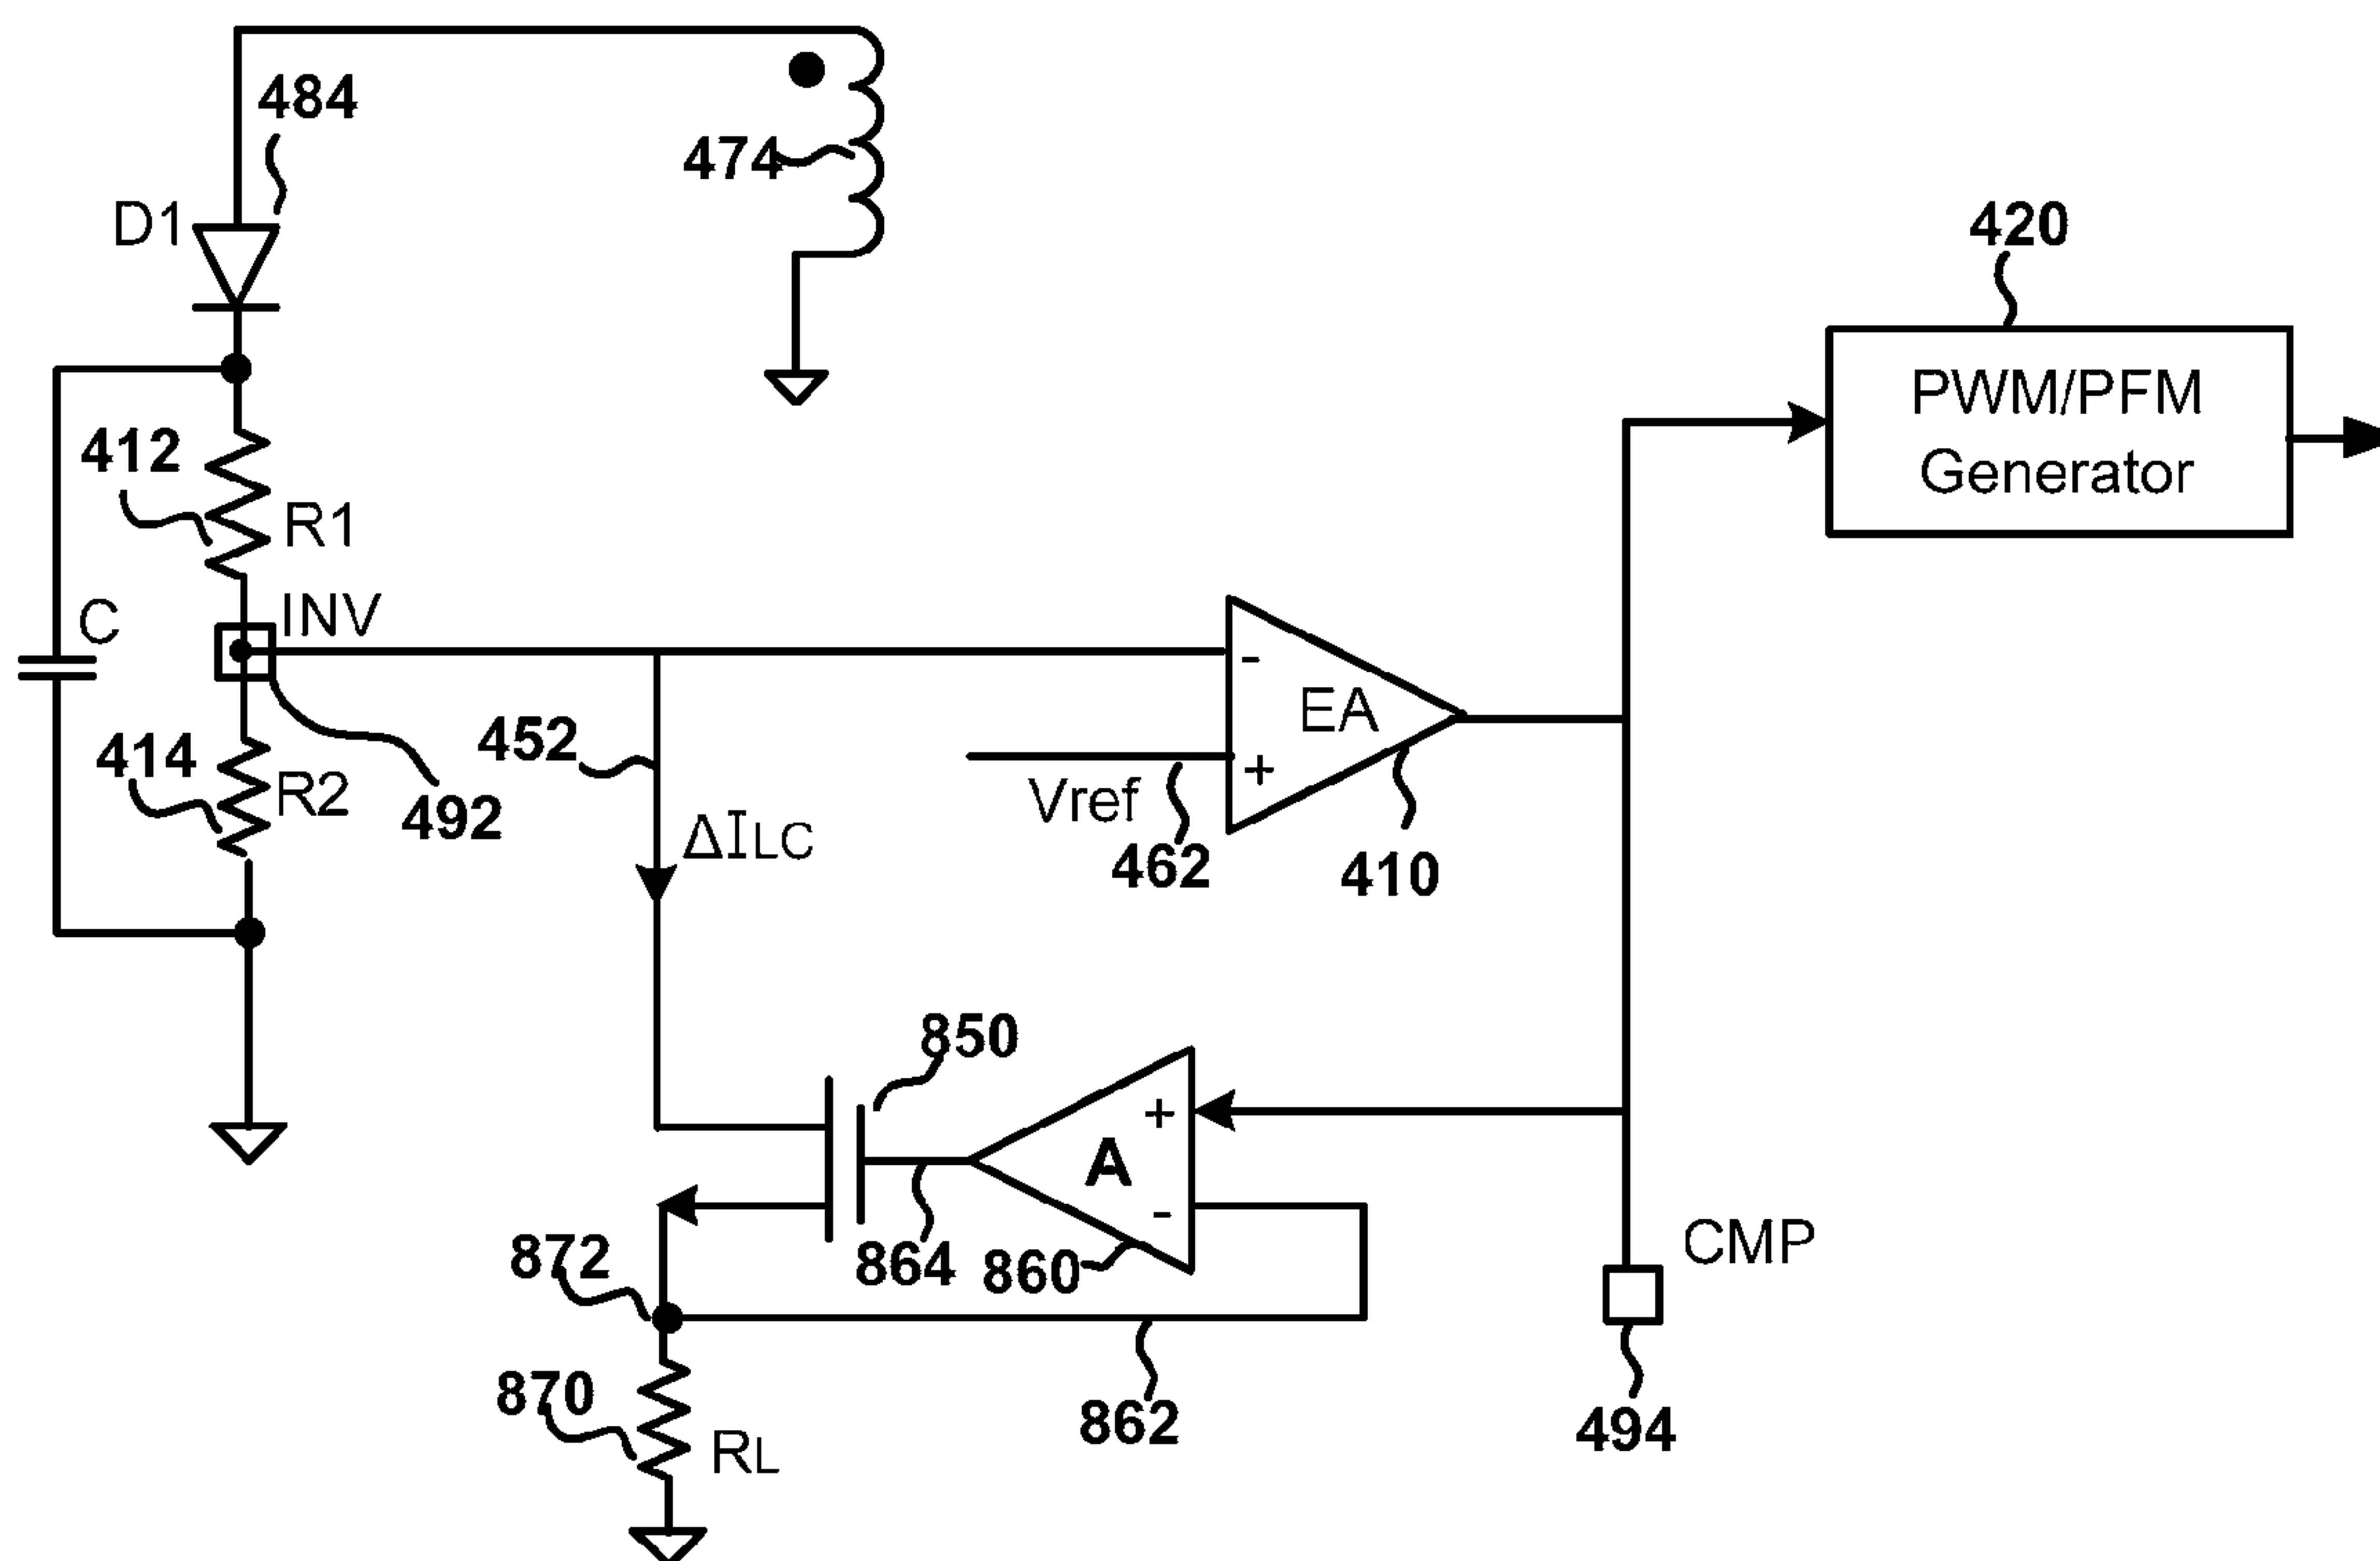 484
474
D1
420
PWM/PFM
Generator
412
R1
C
INV
-
EA
452
414
R2
492
+
Vref
462
410
ΔILC
850
+
A
-
CMP
872
864
860
870
RL
862
494